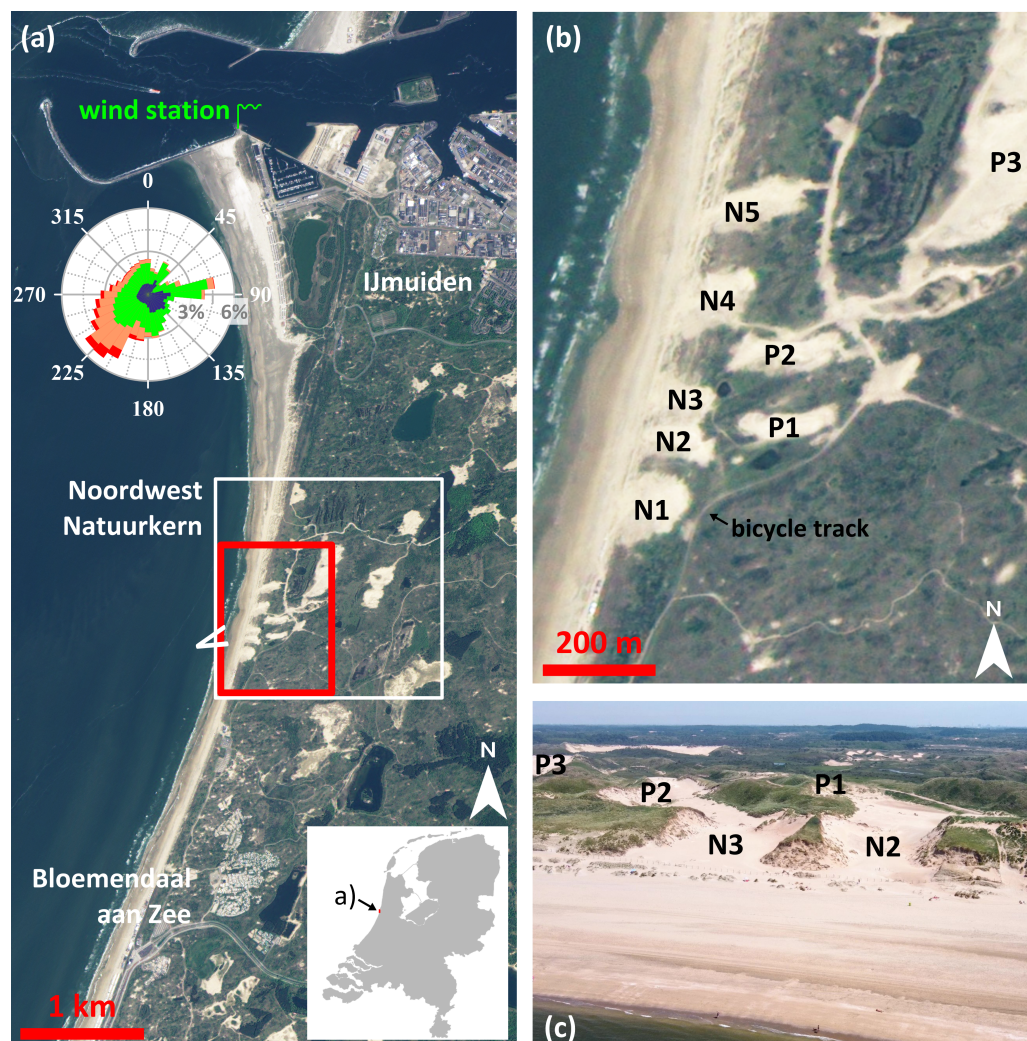 (a)
wind station
0
315
45
270
3%
6%
90
225
135
180
IJmuiden
Noordwest
Natuurkern
N
Bloemendaal
aan Zee
a)
1 km
(b)
P3
N5
N4
P2
N3
P1
N2
N1
bicycle track
N
200 m
P3
P2
P1
N3
N2
(c)